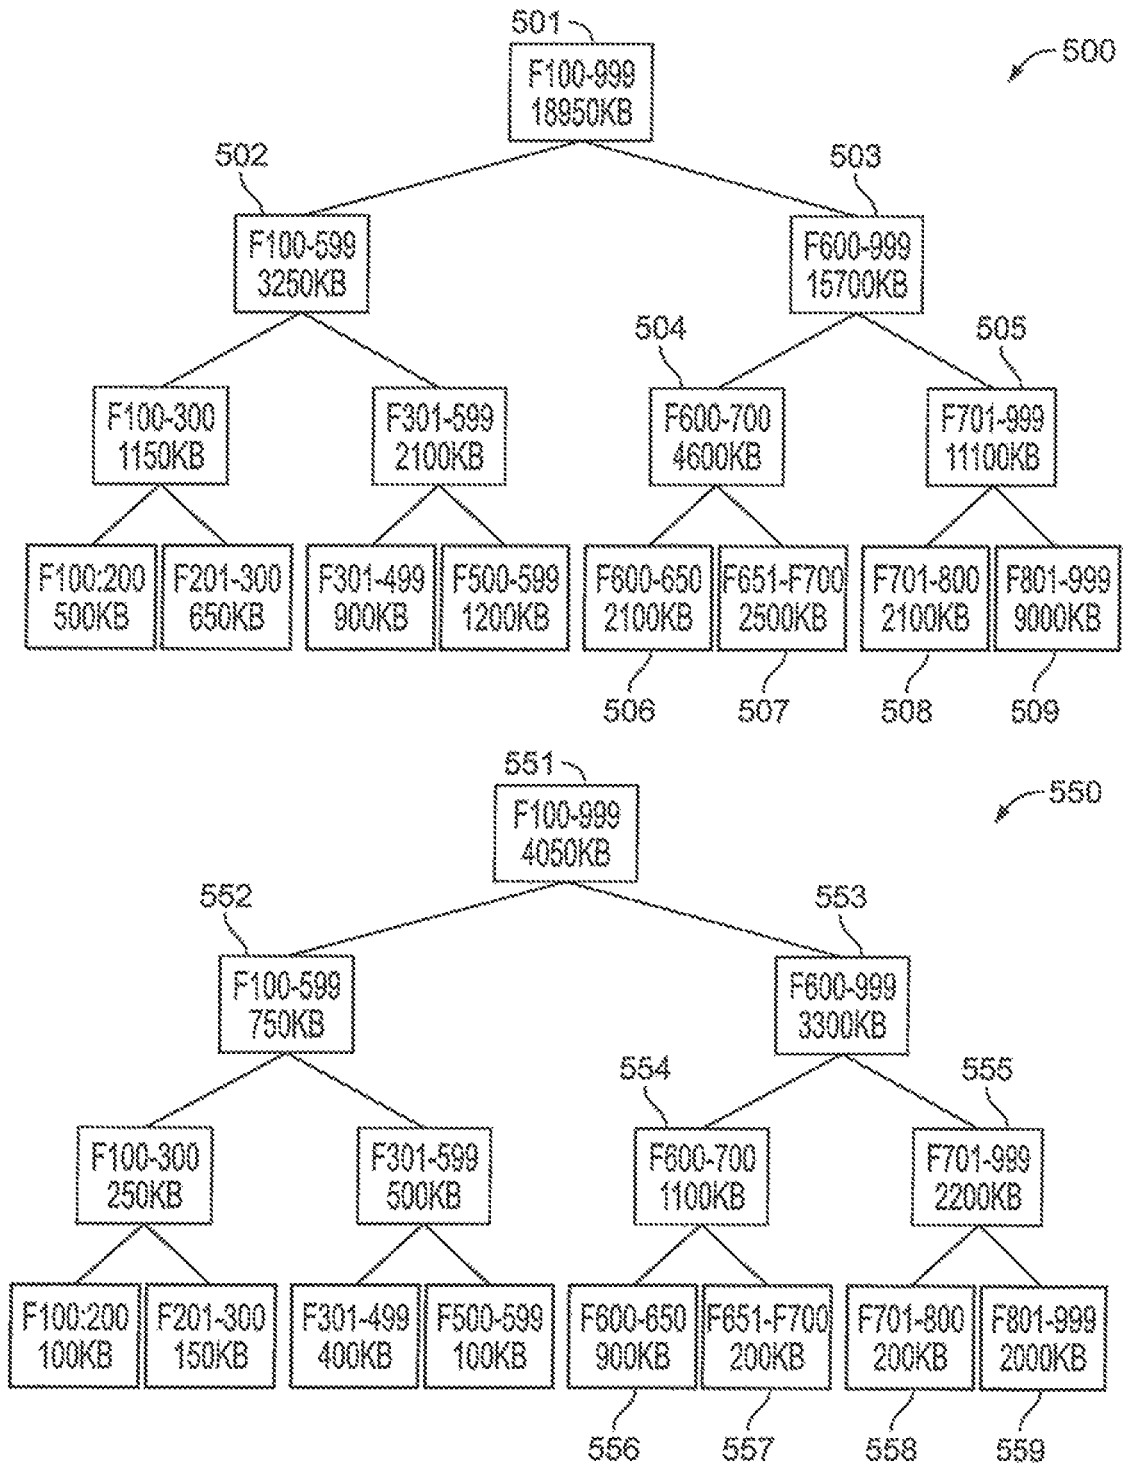 501
500
F100-999
18950KB
502
503
F100-599
3250KB
F600-999
15700KB
504
505
F100-300
1150KB
F301-599
2100KB
F600-700
4600KB
F701-999
11100KB
F100:200
500KB
F201-300
650KB
F301-499
900KB
F500-599
1200KB
F600-650
2100KB
F651-F700
2500KB
F701-800
2100KB
F801-999
9000KB
506
507
508
509
551
550
F100-999
4050KB
552
553
F100-599
750KB
F600-999
3300KB
554
555
F100-300
250KB
F301-599
500KB
F600-700
1100KB
F701-999
2200KB
F100:200
100KB
F201-300
150KB
F301-499
400KB
F500-599
100KB
F600-650
900KB
F651-F700
200KB
F701-800
200KB
F801-999
2000KB
556
557
558
559